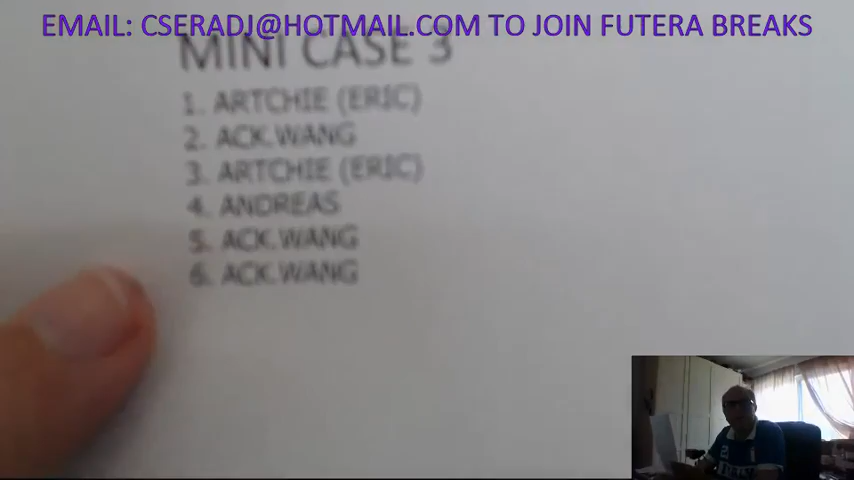 EMAIL: CSERADJ@HOTMAIL.COM TO JOIN FUTERA BREAKS
MINI CASE 3
1. ARTCHIE (ERIC)
2. ACK.WANG
3. ARTCHIE (ERIC)
4. ANDREAS
5. ACK.WANG
6. ACK.WANG